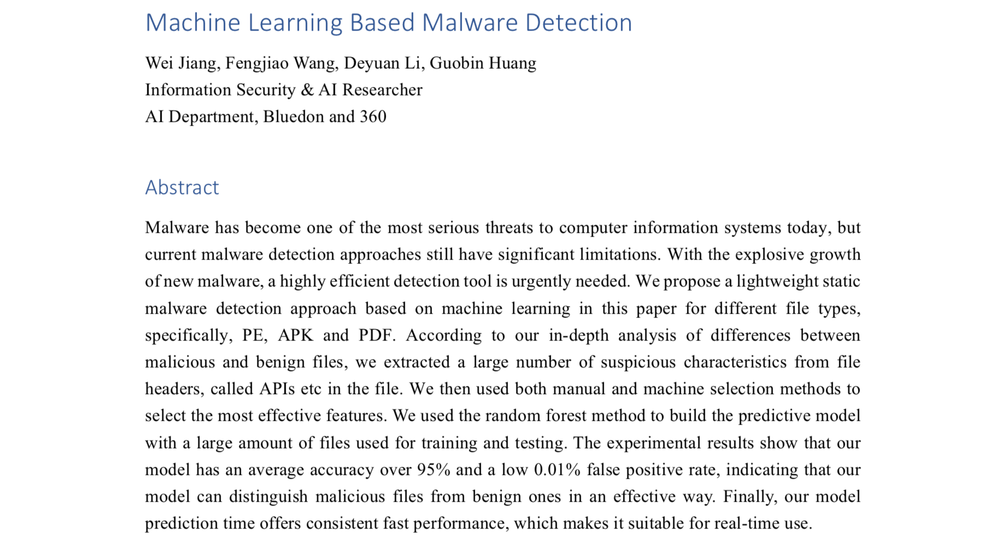 Machine Learning Based Malware Detection
Wei Jiang, Fengjiao Wang, Deyuan Li, Guobin Huang
Information Security & AI Researcher
AI Department, Bluedon and 360
Abstract
Malware has become one of the most serious threats to computer information systems today, but
current malware detection approaches still have significant limitations. With the explosive growth
of new malware, a highly efficient detection tool is urgently needed. We propose a lightweight static
malware detection approach based on machine learning in this paper for different file types,
specifically, PE, APK and PDF. According to our in-depth analysis of differences between
malicious and benign files, we extracted a large number of suspicious characteristics from file
headers, called APIs etc in the file. We then used both manual and machine selection methods to
select the most effective features. We used the random forest method to build the predictive model
with a large amount of files used for training and testing. The experimental results show that our
model has an average accuracy over 95% and a low 0.01% false positive rate, indicating that our
model can distinguish malicious files from benign ones in an effective way. Finally, our model
prediction time offers consistent fast performance, which makes it suitable for real-time use.